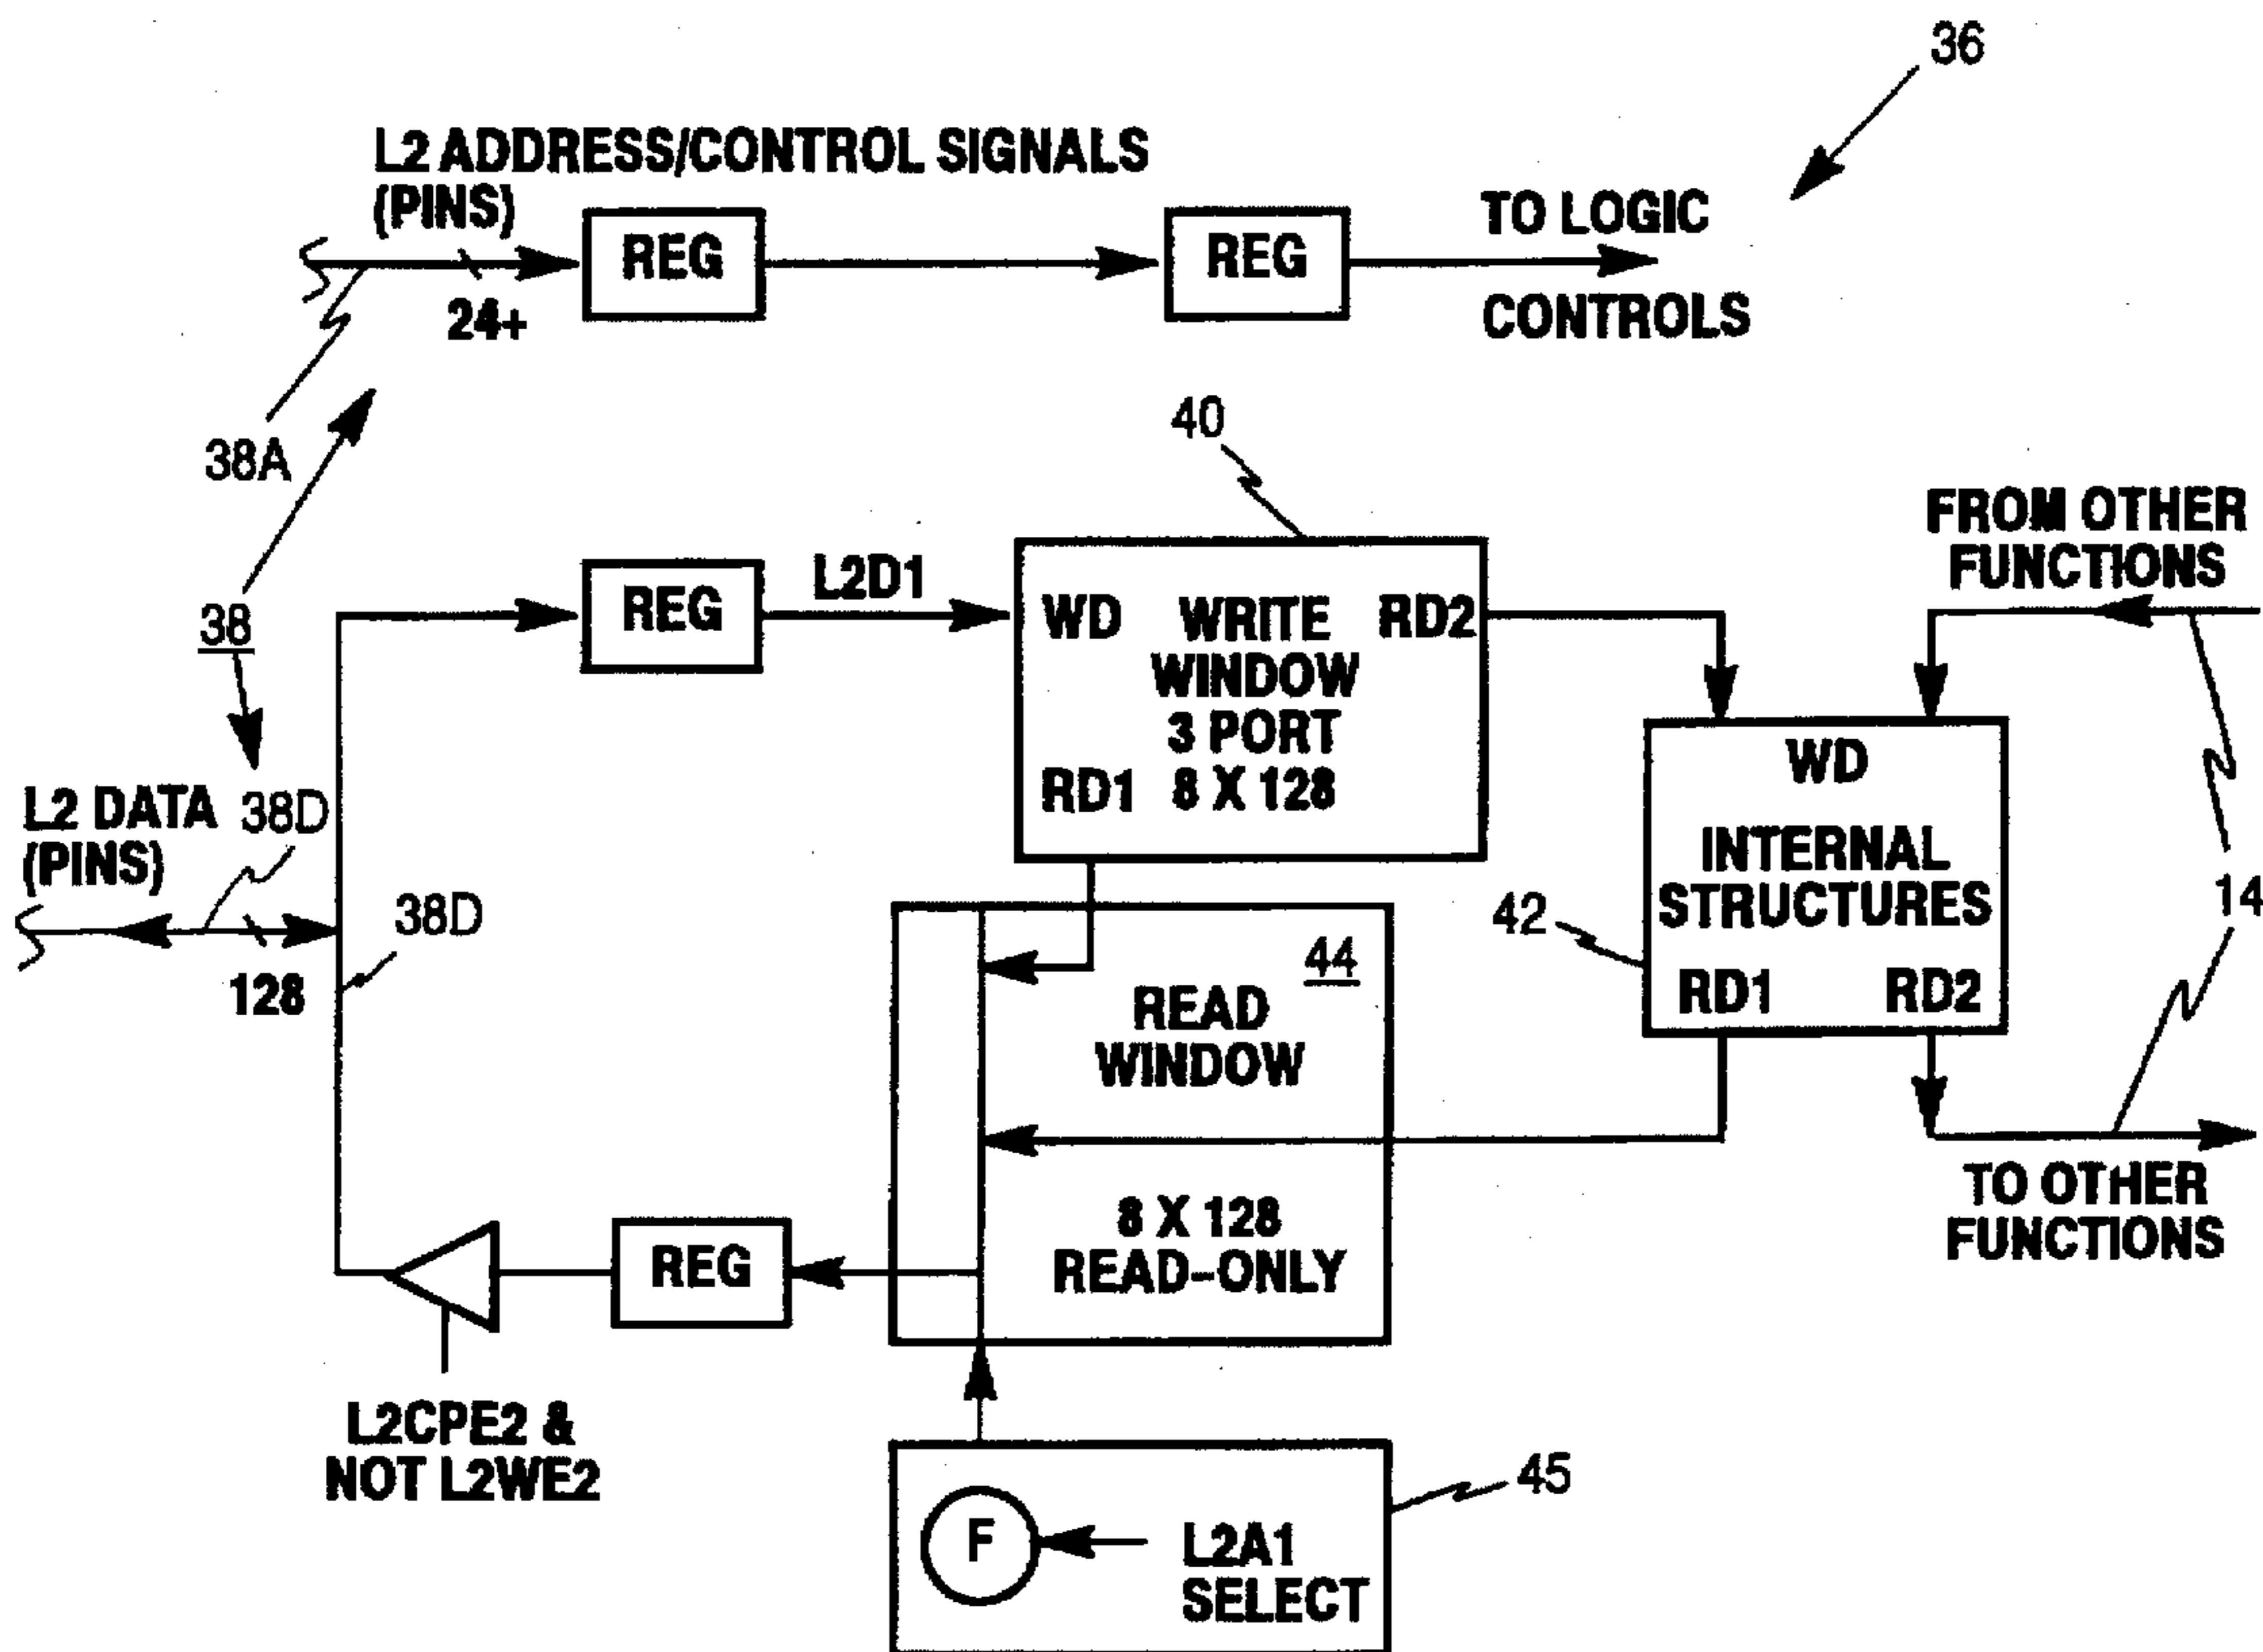 36
L2 ADDRESS/CONTROL SIGNALS
(PINS)
REG
REG
TO LOGIC
CONTROLS
24+
38A
40
38
REG
L2D1
WD
WRITE
WINDOW
3 PORT
8 X 128
RD2
RD1
FROM OTHER
FUNCTIONS
L2 DATA
(PINS)
38D
128
38D
WD
INTERNAL
STRUCTURES
RD1
RD2
42
14
44
READ
WINDOW
8 X 128
READ-ONLY
REG
TO OTHER
FUNCTIONS
L2CPE2 &
NOT L2WE2
F
L2A1
SELECT
45